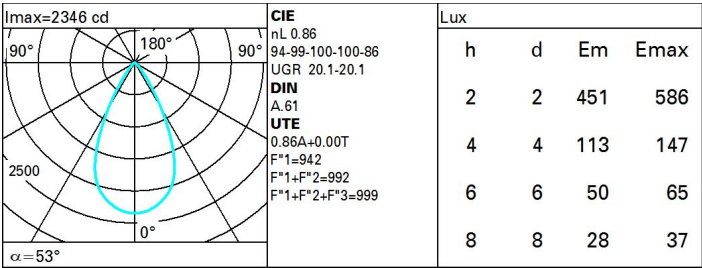 Imax=2346 cd
90° 180° 90°
2500
0°
α=53°
CIE
nL 0.86
94-99-100-100-86
UGR 20.1-20.1
DIN
A.61
UTE
0.86A+0.00T
F"1=942
F"1+F"2=992
F"1+F"2+F"3=999
Lux
h d Em Emax
2 2 451 586
4 4 113 147
6 6 50 65
8 8 28 37